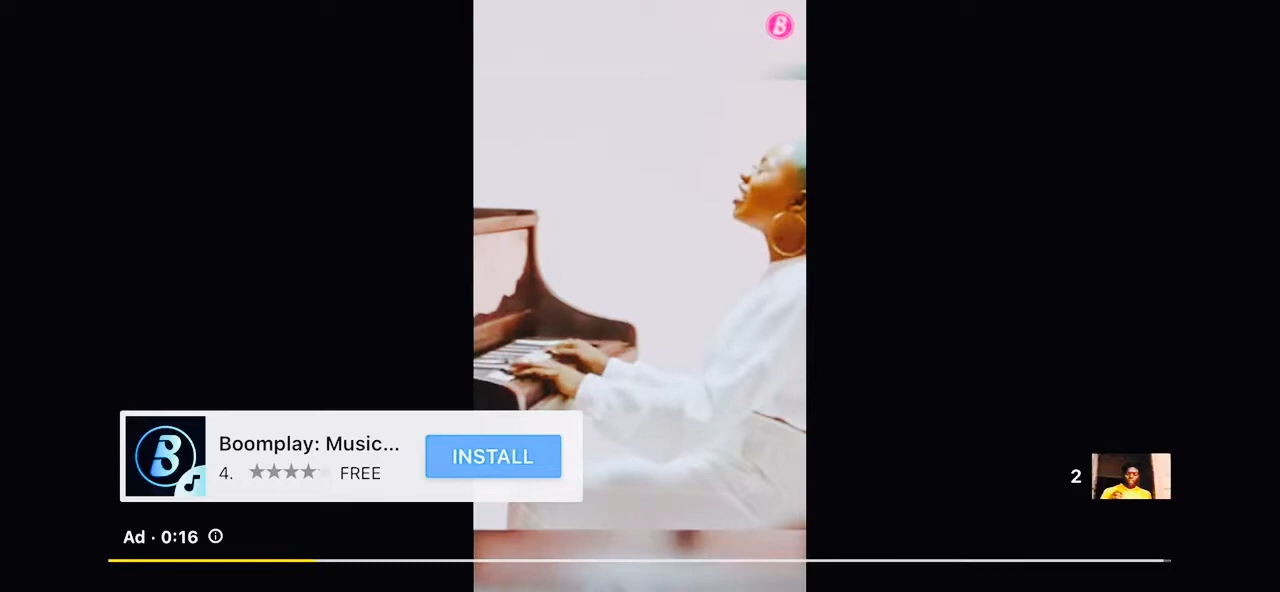 B
B
Boomplay: Music...
INSTALL
4. ★★★★ FREE
2
Ad · 0:16